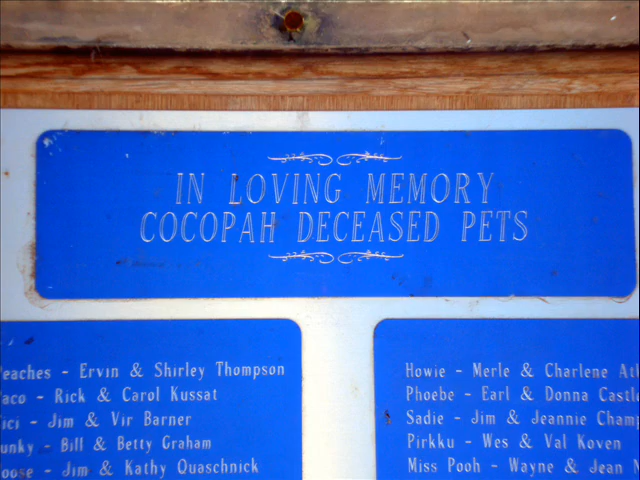 IN LOVING MEMORY
COCOPAH DECEASED PETS
- Ervin & Shirley Thompson
- Rick & Carol Kussat
- Jim & Vir Barner
- Bill & Betty Graham
- Jim & Kathy Quaschnick
Howie - Merle & Charlene
Phoebe - Earl & Donna
Sadie - Jim & Jeannie
Pirkku - Wes & Val Koven
Miss Pooh - Wayne & Jean